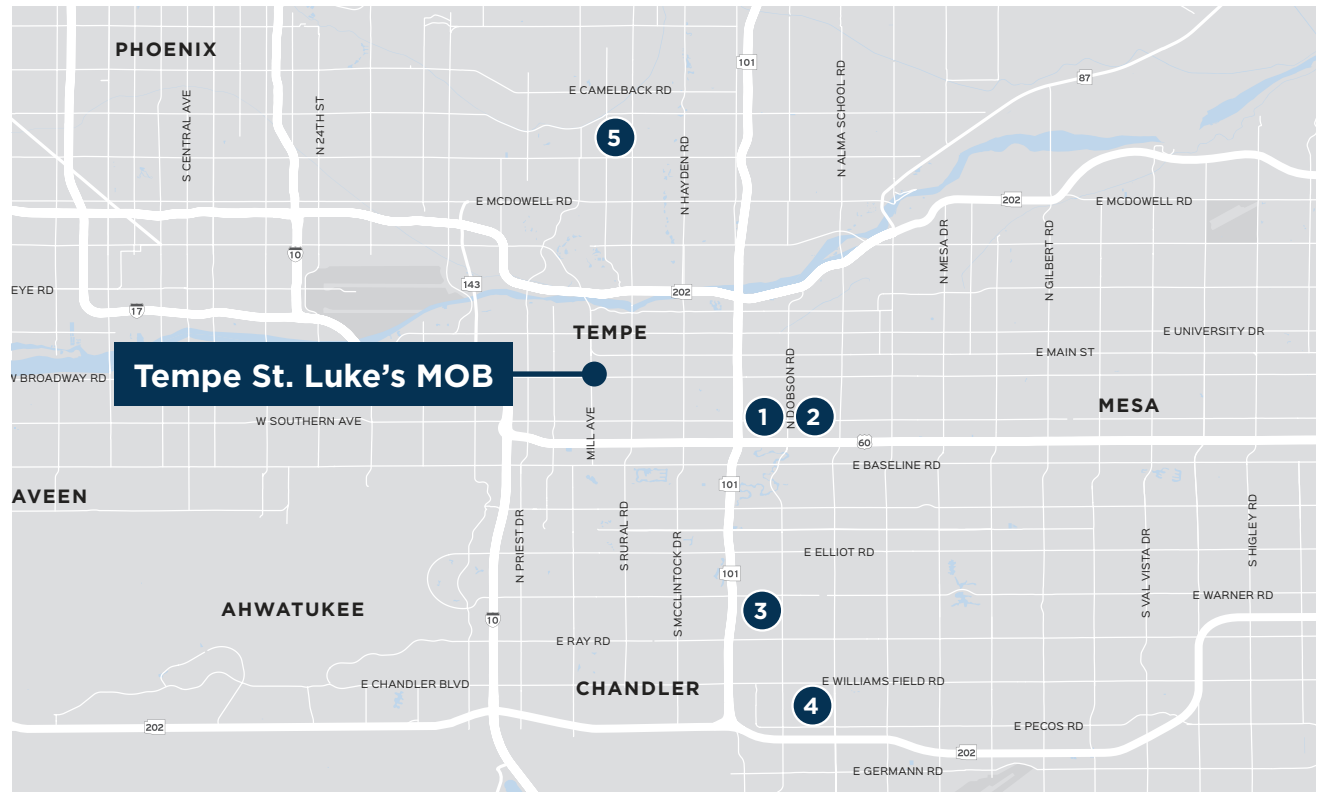 PHOENIX
101
S CENTRAL AVE
N 24TH ST
E CAMELBACK RD
N ALMA SCHOOL RD
87
5
N HAYDEN RD
E MCDOWELL RD
202
E MCDOWELL RD
N MESA DR
N GILBERT RD
10
143
202
EYE RD
17
TEMPE
E UNIVERSITY DR
E MAIN ST
N DOBSON RD
W BROADWAY RD
Tempe St. Luke's MOB
MESA
1
2
W SOUTHERN AVE
MILL AVE
60
E BASELINE RD
101
AVEEN
N PRIEST DR
S RURAL RD
S MCCLINTOCK DR
E ELLIOT RD
S VAL VISTA DR
S HIGLEY RD
101
E WARNER RD
AHWATUKEE
3
10
E RAY RD
E CHANDLER BLVD
CHANDLER
E WILLIAMS FIELD RD
4
202
E PECOS RD
202
E GERMANN RD